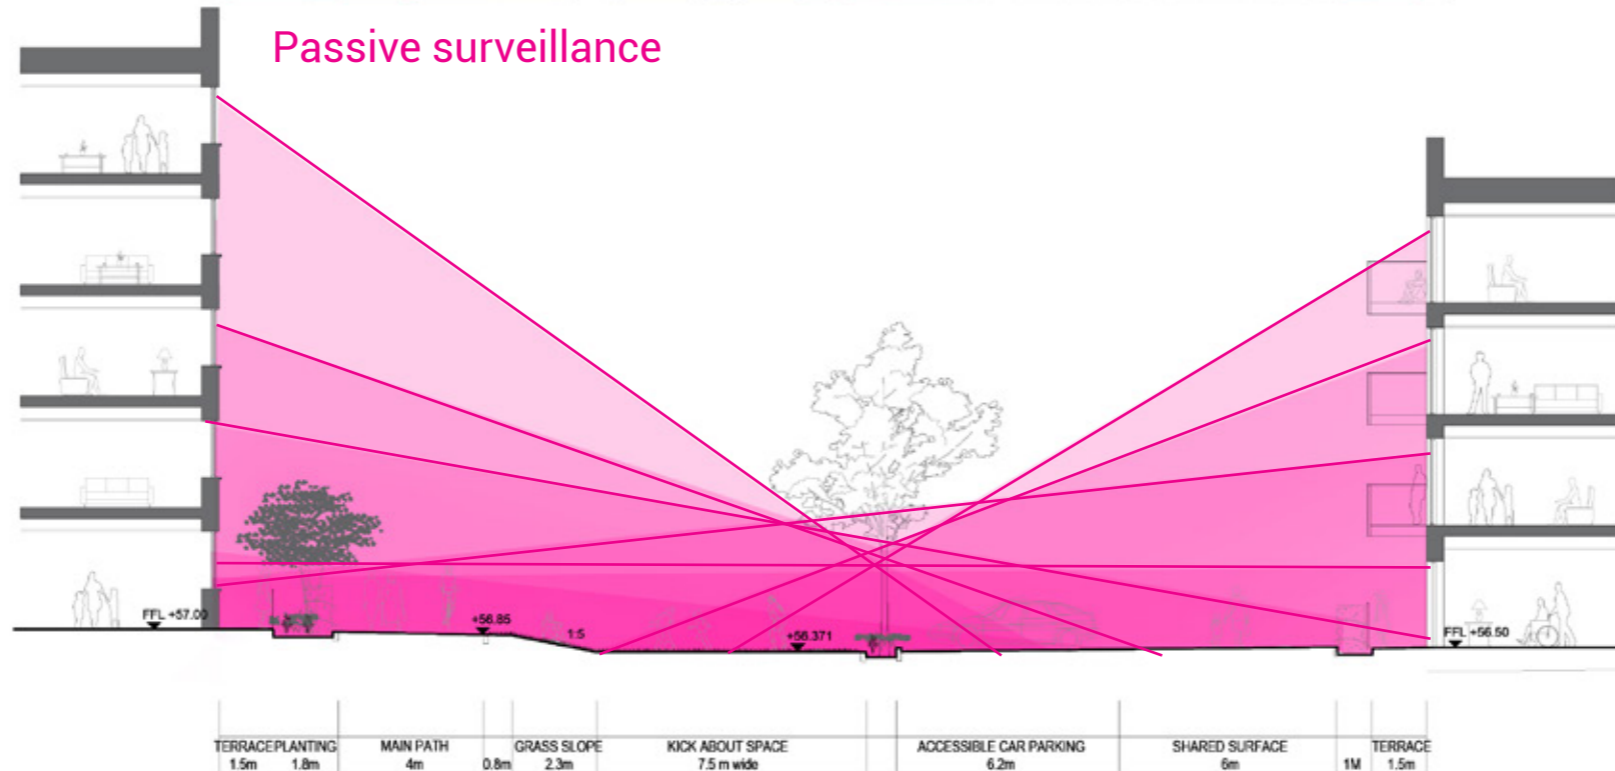 Passive surveillance
FFL +57.00
+56.85
1:5
+56.371
FFL +56.50
TERRACE PLANTING MAIN PATH GRASS SLOPE KICK ABOUT SPACE ACCESSIBLE CAR PARKING SHARED SURFACE TERRACE
1.5m 1.8m 4m 0.8m 2.3m 7.5 m wide 6.2m 6m 1M 1.5m